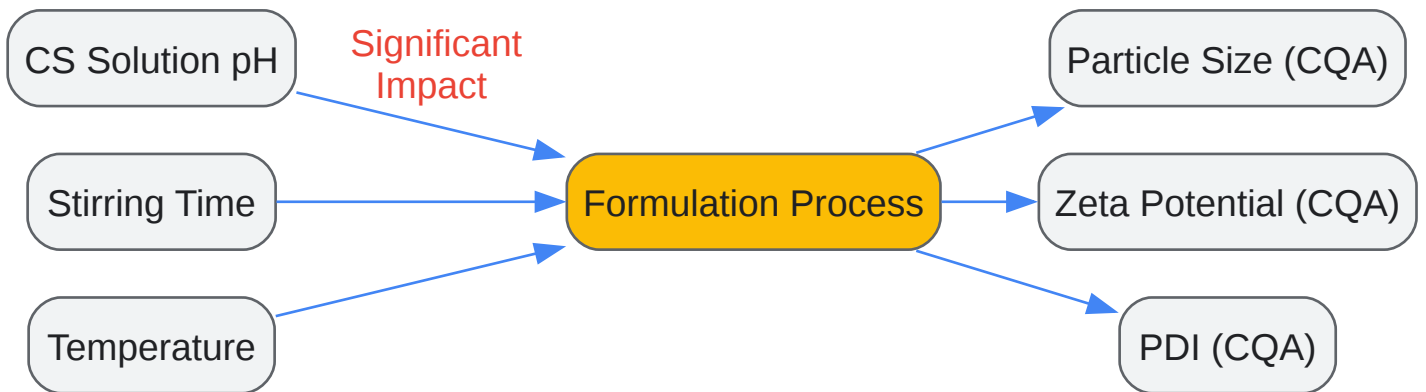 CS Solution pH
Significant
Impact
Particle Size (CQA)
Stirring Time
Formulation Process
Zeta Potential (CQA)
Temperature
PDI (CQA)